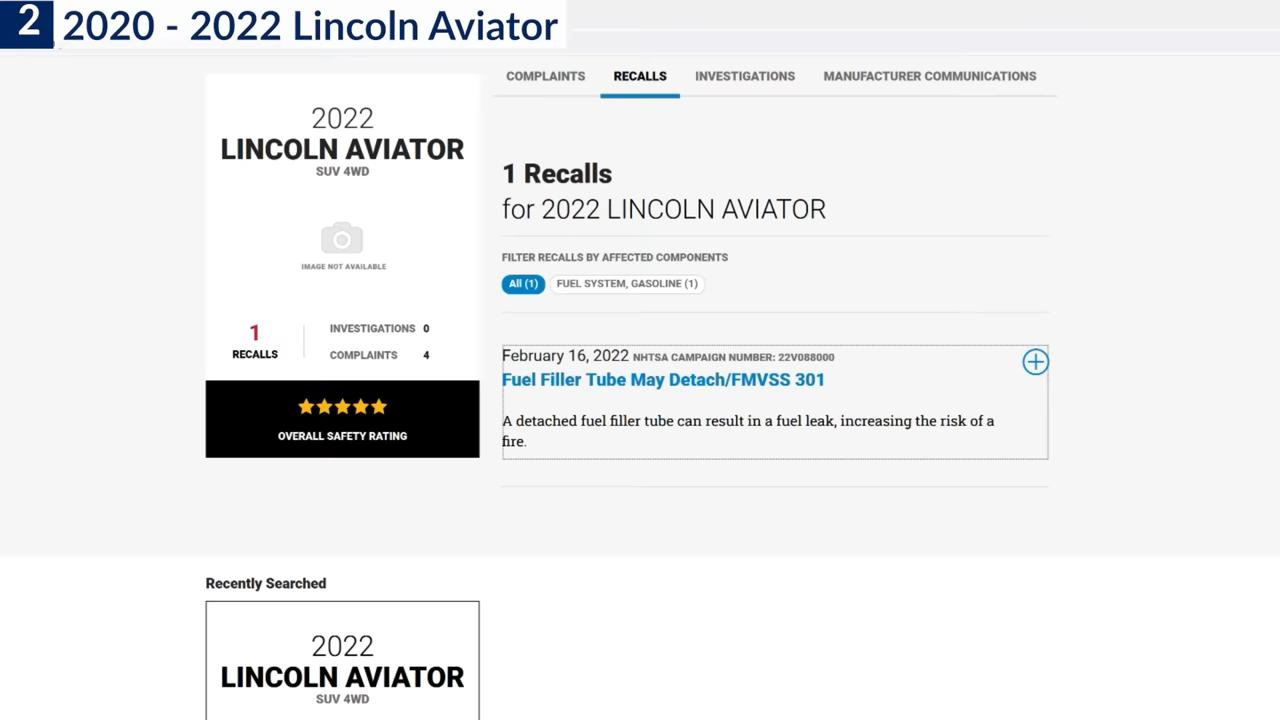 2 2020 - 2022 Lincoln Aviator
COMPLAINTS RECALLS INVESTIGATIONS MANUFACTURER COMMUNICATIONS
2022
LINCOLN AVIATOR
SUV 4WD
IMAGE NOT AVAILABLE
1
RECALLS
INVESTIGATIONS 0
COMPLAINTS 4
OVERALL SAFETY RATING
1 Recalls
for 2022 LINCOLN AVIATOR
FILTER RECALLS BY AFFECTED COMPONENTS
All (1) FUEL SYSTEM, GASOLINE (1)
February 16, 2022 NHTSA CAMPAIGN NUMBER: 22V088000
Fuel Filler Tube May Detach/FMVSS 301
A detached fuel filler tube can result in a fuel leak, increasing the risk of a
fire.
Recently Searched
2022
LINCOLN AVIATOR
SUV 4WD